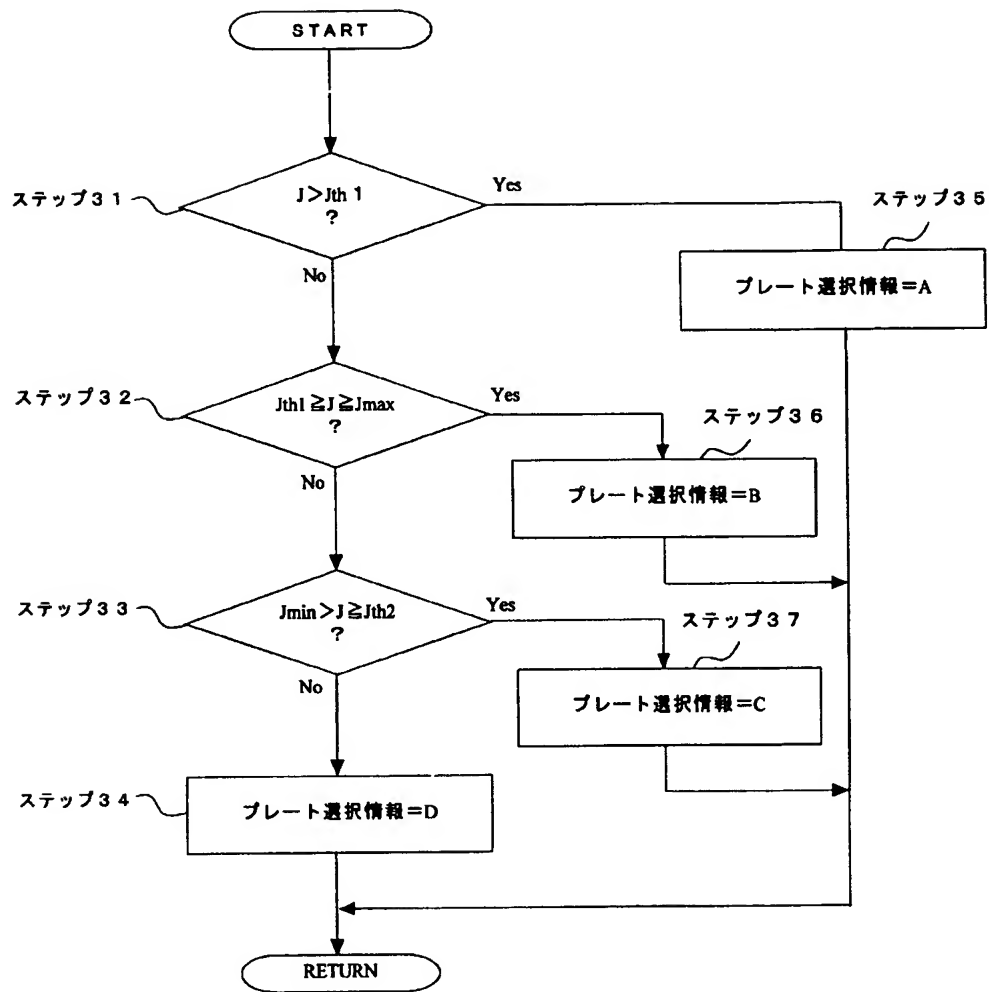 START
ステップ31
J＞Jth 1
?
Yes
No
ステップ35
プレート選択情報＝A
ステップ32
Jth1≧J≧Jmax
?
Yes
No
ステップ36
プレート選択情報＝B
ステップ33
Jmin＞J≧Jth2
?
Yes
No
ステップ37
プレート選択情報＝C
ステップ34
プレート選択情報＝D
RETURN